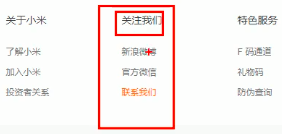 关于小米
了解小米
加入小米
投资者关系
关注我们
新浪微博
官方微信
联系我们
特色服务
F 码通道
礼物码
防伪查询